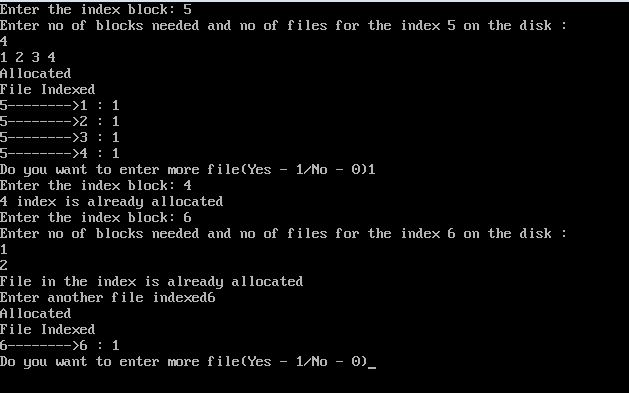 Enter the index block: 5
Enter no of blocks needed and no of files for the index 5 on the disk :
4
1 2 3 4
Allocated
File Indexed
5-------->1 : 1
5-------->2 : 1
5-------->3 : 1
5-------->4 : 1
Do you want to enter more file(Yes - 1/No - 0)1
Enter the index block: 4
4 index is already allocated
Enter the index block: 6
Enter no of blocks needed and no of files for the index 6 on the disk :
1
2
File in the index is already allocated
Enter another file indexed6
Allocated
File Indexed
6-------->6 : 1
Do you want to enter more file(Yes - 1/No - 0)_